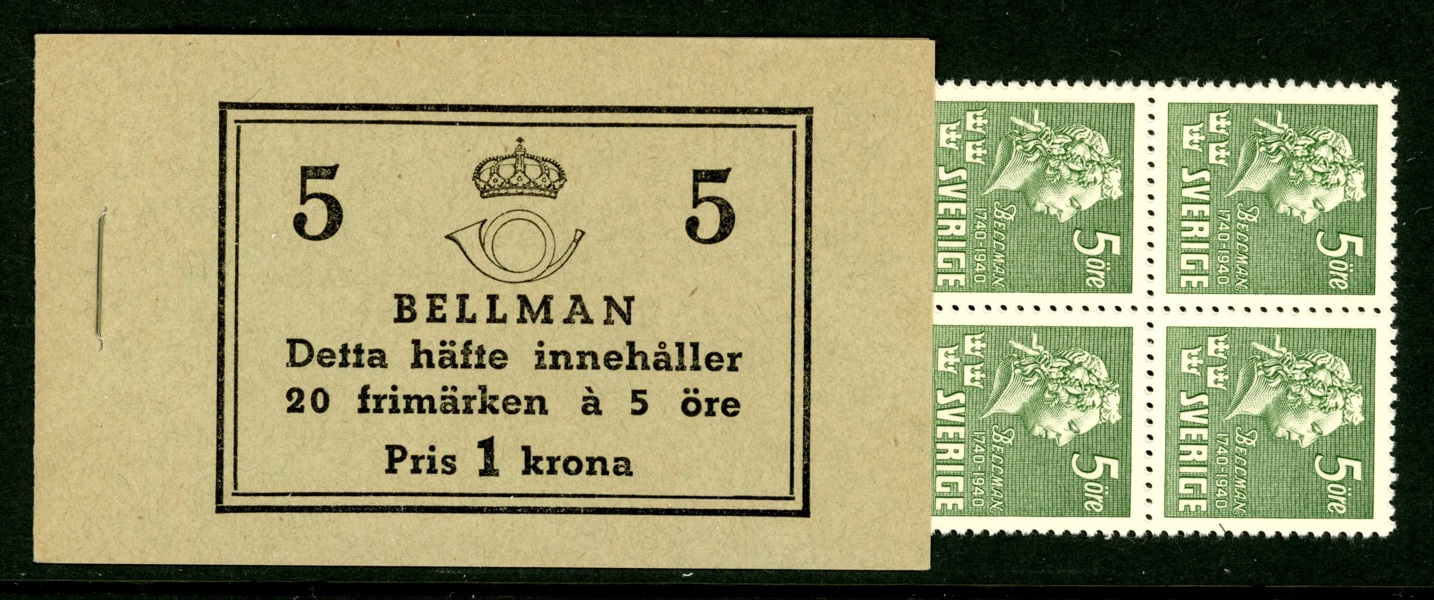 5 5
BELLMAN
Detta häfte innehåller
20 frimärken à 5 öre
Pris 1 krona
SVERIGE
1740-1940
BELLMAN
5 öre
SVERIGE
1740-1940
BELLMAN
5 öre
SVERIGE
1740-1940
BELLMAN
5 öre
SVERIGE
1740-1940
BELLMAN
5 öre